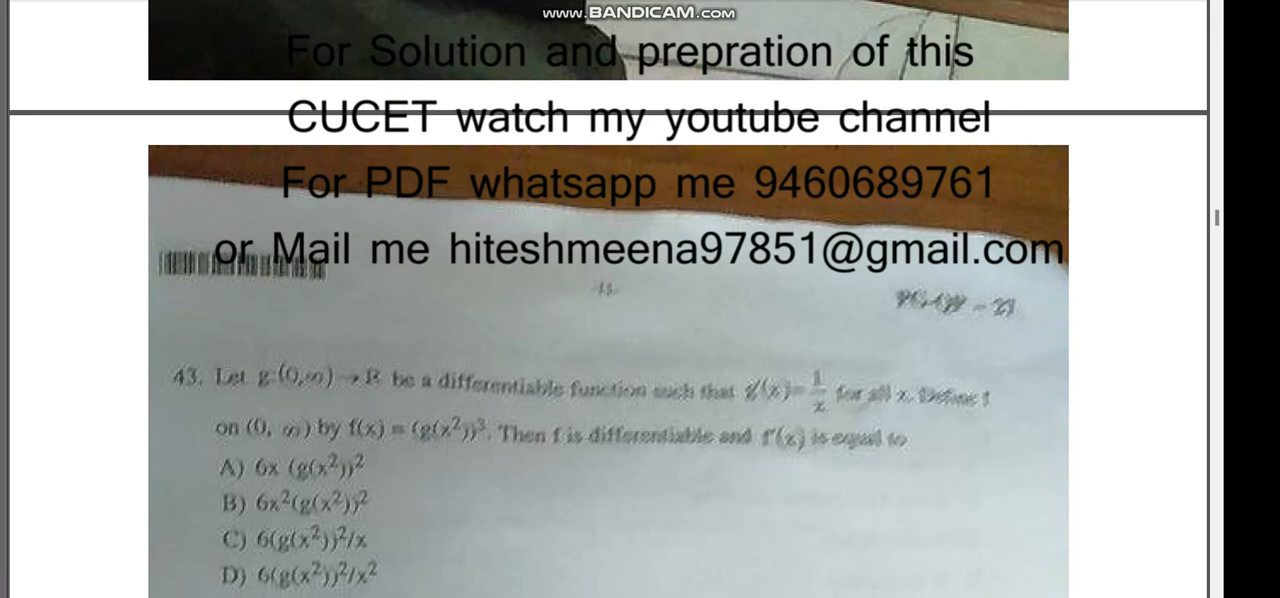 www.BANDICAM.com
For Solution and prepration of this
CUCET watch my youtube channel
For PDF whatsapp me 9460689761
or Mail me hiteshmeena97851@gmail.com
11
43. Let g:(0,∞)→R be a differentiable function such that g'(x)=1/x for all x. Define f
on (0, ∞) by f(x) = (g(x²))³. Then f is differentiable and f'(x) is equal to
A) 6x (g(x²))²
B) 6x²(g(x²))²
C) 6(g(x²))²/x
D) 6(g(x²))²/x²